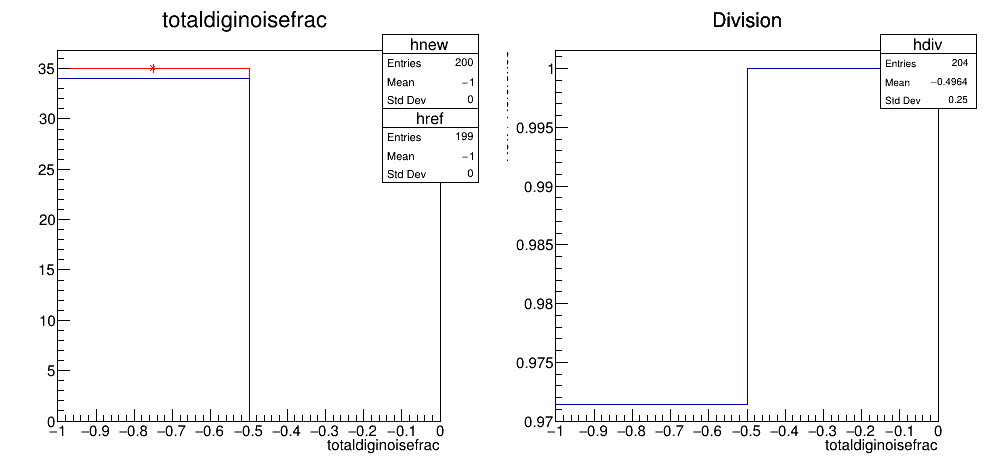 totaldiginoisefrac
hnew
Entries 200
Mean −1
Std Dev 0
href
Entries 199
Mean −1
Std Dev 0
35
30
25
20
15
10
5
0
−1 −0.9 −0.8 −0.7 −0.6 −0.5 −0.4 −0.3 −0.2 −0.1 0
totaldiginoisefrac
Division
hdiv
Entries 204
Mean −0.4964
Std Dev 0.25
1
0.995
0.99
0.985
0.98
0.975
0.97
−1 −0.9 −0.8 −0.7 −0.6 −0.5 −0.4 −0.3 −0.2 −0.1 0
totaldiginoisefrac